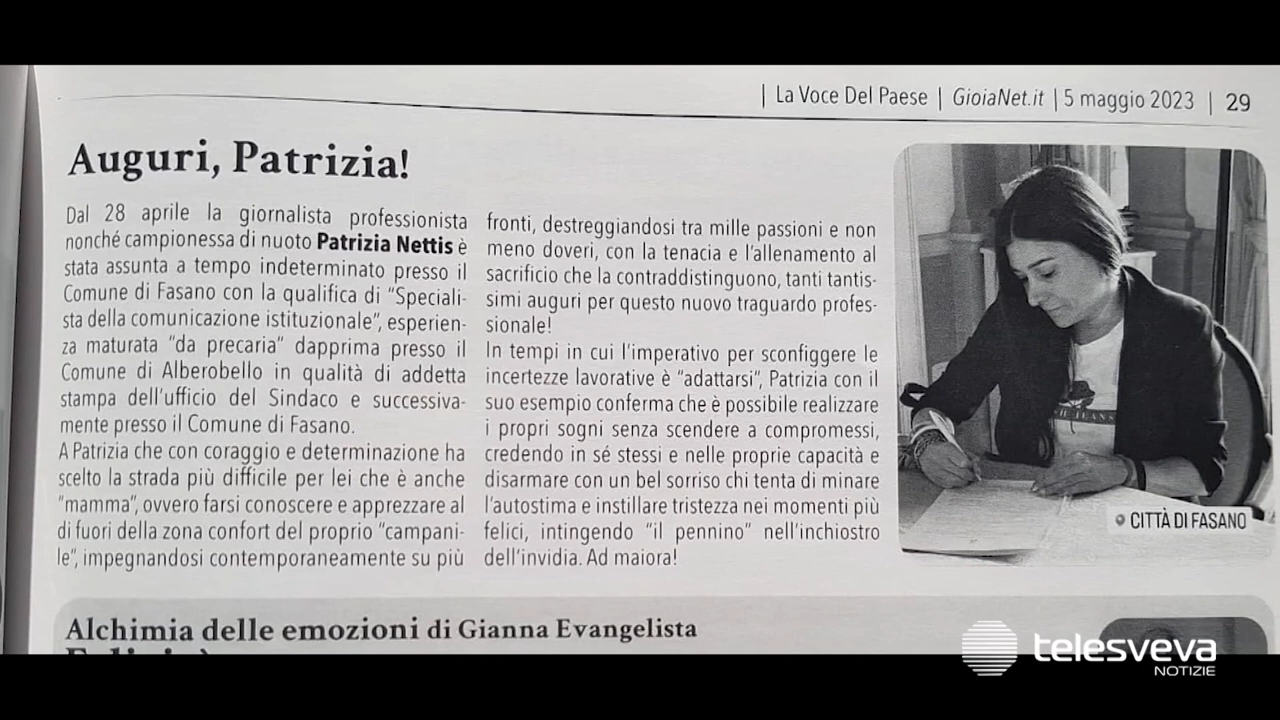 | La Voce Del Paese | GioiaNet.it | 5 maggio 2023 | 29
Auguri, Patrizia!
Dal 28 aprile la giornalista professionista
nonché campionessa di nuoto Patrizia Nettis è
stata assunta a tempo indeterminato presso il
Comune di Fasano con la qualifica di “Speciali-
sta della comunicazione istituzionale”, esperien-
za maturata “da precaria” dapprima presso il
Comune di Alberobello in qualità di addetta
stampa dell’ufficio del Sindaco e successiva-
mente presso il Comune di Fasano.
A Patrizia che con coraggio e determinazione ha
scelto la strada più difficile per lei che è anche
“mamma”, ovvero farsi conoscere e apprezzare al
di fuori della zona confort del proprio “campani-
le”, impegnandosi contemporaneamente su più
fronti, destreggiandosi tra mille passioni e non
meno doveri, con la tenacia e l’allenamento al
sacrificio che la contraddistinguono, tanti tantis-
simi auguri per questo nuovo traguardo profes-
sionale!
In tempi in cui l’imperativo per sconfiggere le
incertezze lavorative è “adattarsi”, Patrizia con il
suo esempio conferma che è possibile realizzare
i propri sogni senza scendere a compromessi,
credendo in sé stessi e nelle proprie capacità e
disarmare con un bel sorriso chi tenta di minare
l’autostima e instillare tristezza nei momenti più
felici, intingendo “il pennino” nell’inchiostro
dell’invidia. Ad maiora!
CITTÀ DI FASANO
Alchimia delle emozioni di Gianna Evangelista
telesveva
NOTIZIE